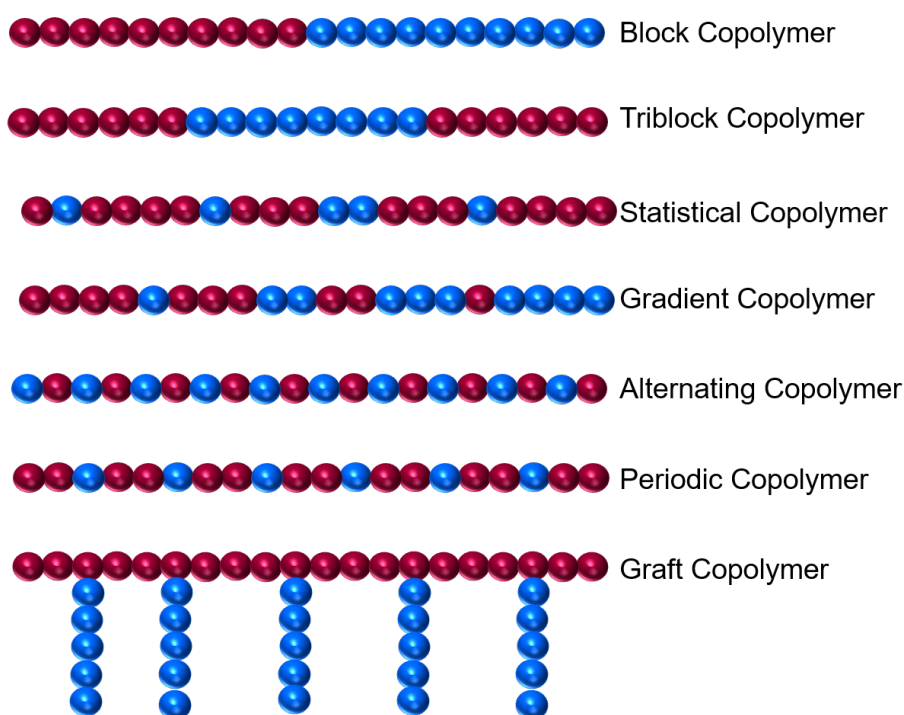 Block Copolymer
Triblock Copolymer
Statistical Copolymer
Gradient Copolymer
Alternating Copolymer
Periodic Copolymer
Graft Copolymer